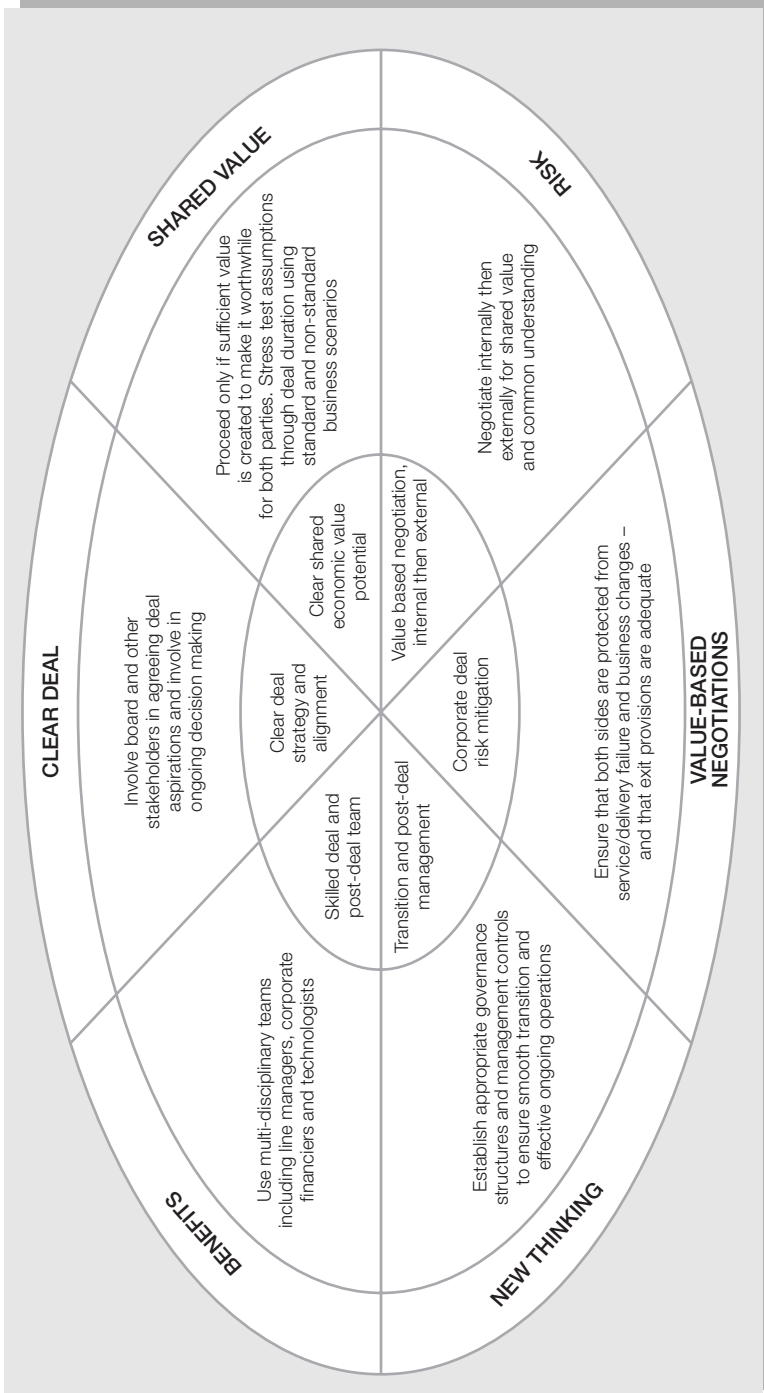 CLEAR DEAL
Involve board and other
stakeholders in agreeing deal
aspirations and involve in
ongoing decision making
Clear deal
strategy and
alignment
SHARED VALUE
Proceed only if sufficient value
is created to make it worthwhile
for both parties. Stress test assumptions
through deal duration using
standard and non-standard
business scenarios
Clear shared
economic value
potential
RISK
Negotiate internally then
externally for shared value
and common understanding
Value based negotiation,
internal then external
VALUE-BASED
NEGOTIATIONS
Ensure that both sides are protected from
service/delivery failure and business changes –
and that exit provisions are adequate
Corporate deal
risk mitigation
NEW THINKING
Establish appropriate governance
structures and management controls
to ensure smooth transition and
effective ongoing operations
Transition and post-deal
management
BENEFITS
Use multi-disciplinary teams
including line managers, corporate
financiers and technologists
Skilled deal and
post-deal team